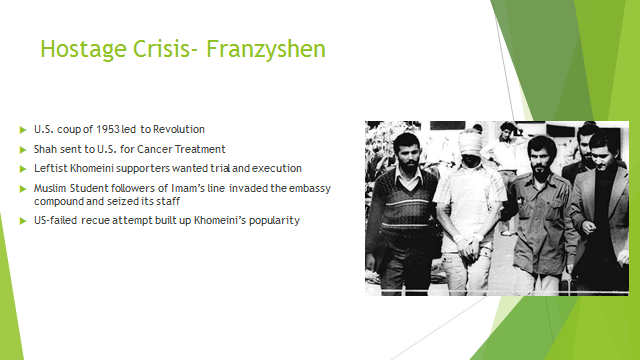 Hostage Crisis- Franzyshen
U.S. coup of 1953 led to Revolution
Shah sent to U.S. for Cancer Treatment
Leftist Khomeini supporters wanted trial and execution
Muslim Student followers of Imam's line invaded the embassy
compound and seized its staff
US-failed recue attempt built up Khomeini's popularity